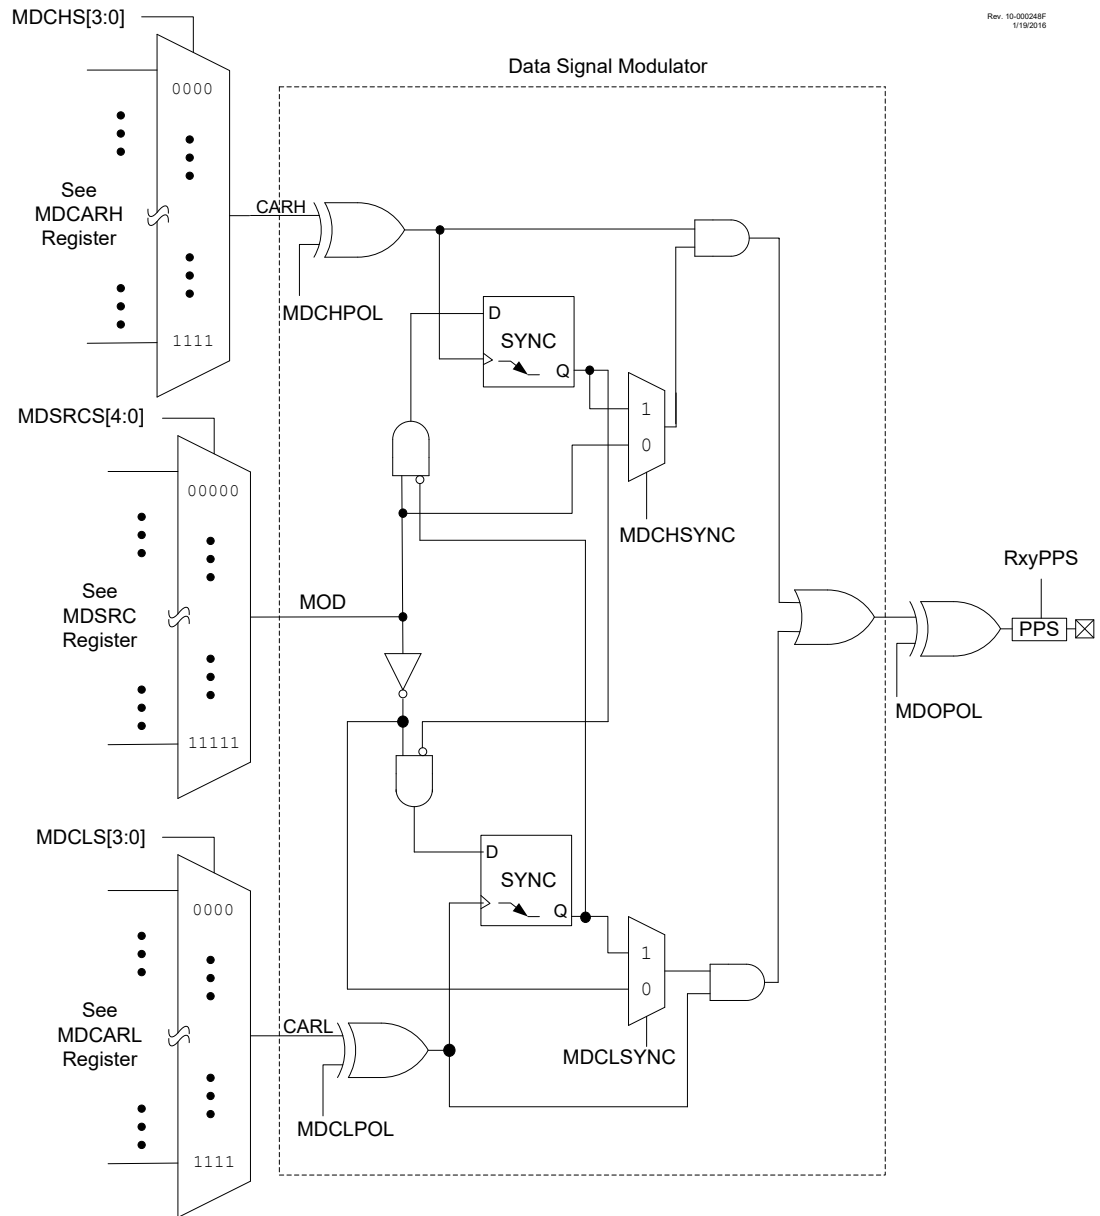 MDCHS[3:0]
Rev. 10-000248F
1/19/2016
Data Signal Modulator
0000
See
MDCARH
Register
CARH
MDCHPOL
1111
D
SYNC
Q
1
0
MDCHSYNC
MDSRCS[4:0]
00000
See
MDSRC
Register
MOD
11111
RxyPPS
PPS
MDOPOL
MDCLS[3:0]
0000
D
SYNC
Q
1
0
MDCLSYNC
See
MDCARL
Register
CARL
MDCLPOL
1111